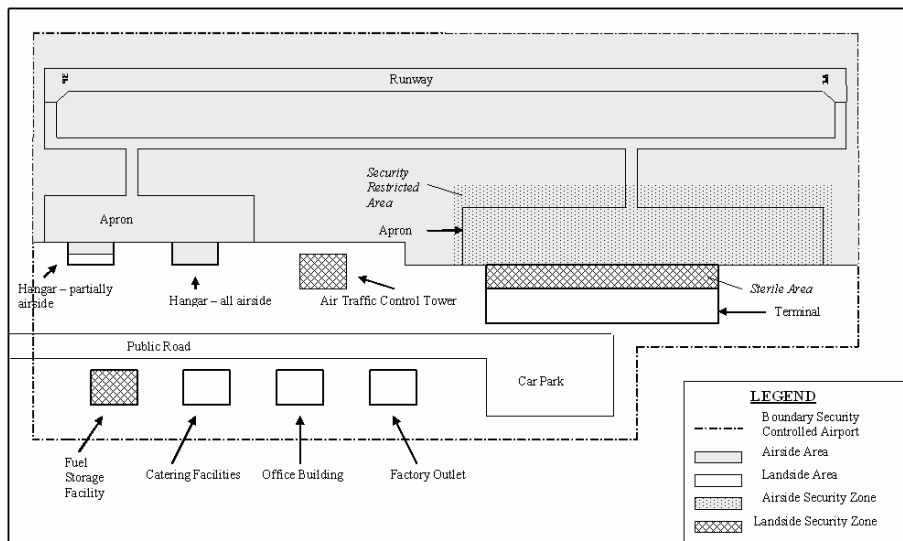 Runway
Security
Restricted
Area
Apron
Apron
Hangar – partially
airside
Hangar – all airside
Air Traffic Control Tower
Sterile Area
Terminal
Public Road
Car Park
Fuel
Storage
Facility
Catering Facilities
Office Building
Factory Outlet
LEGEND
Boundary Security
Controlled Airport
Airside Area
Landside Area
Airside Security Zone
Landside Security Zone